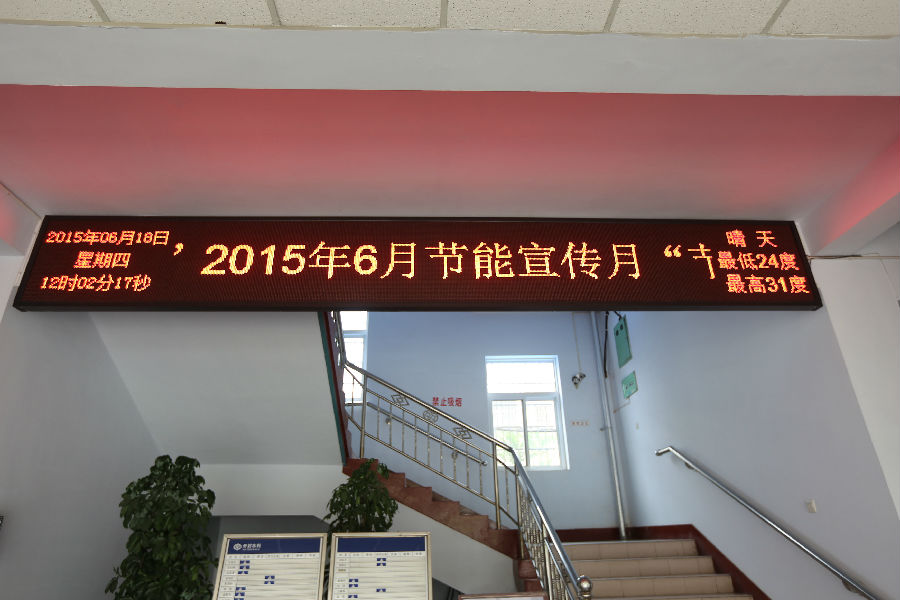 2015年06月18日
星期四
12时02分17秒
，2015年6月节能宣传月“节
晴 天
最低24度
最高31度
禁止吸烟